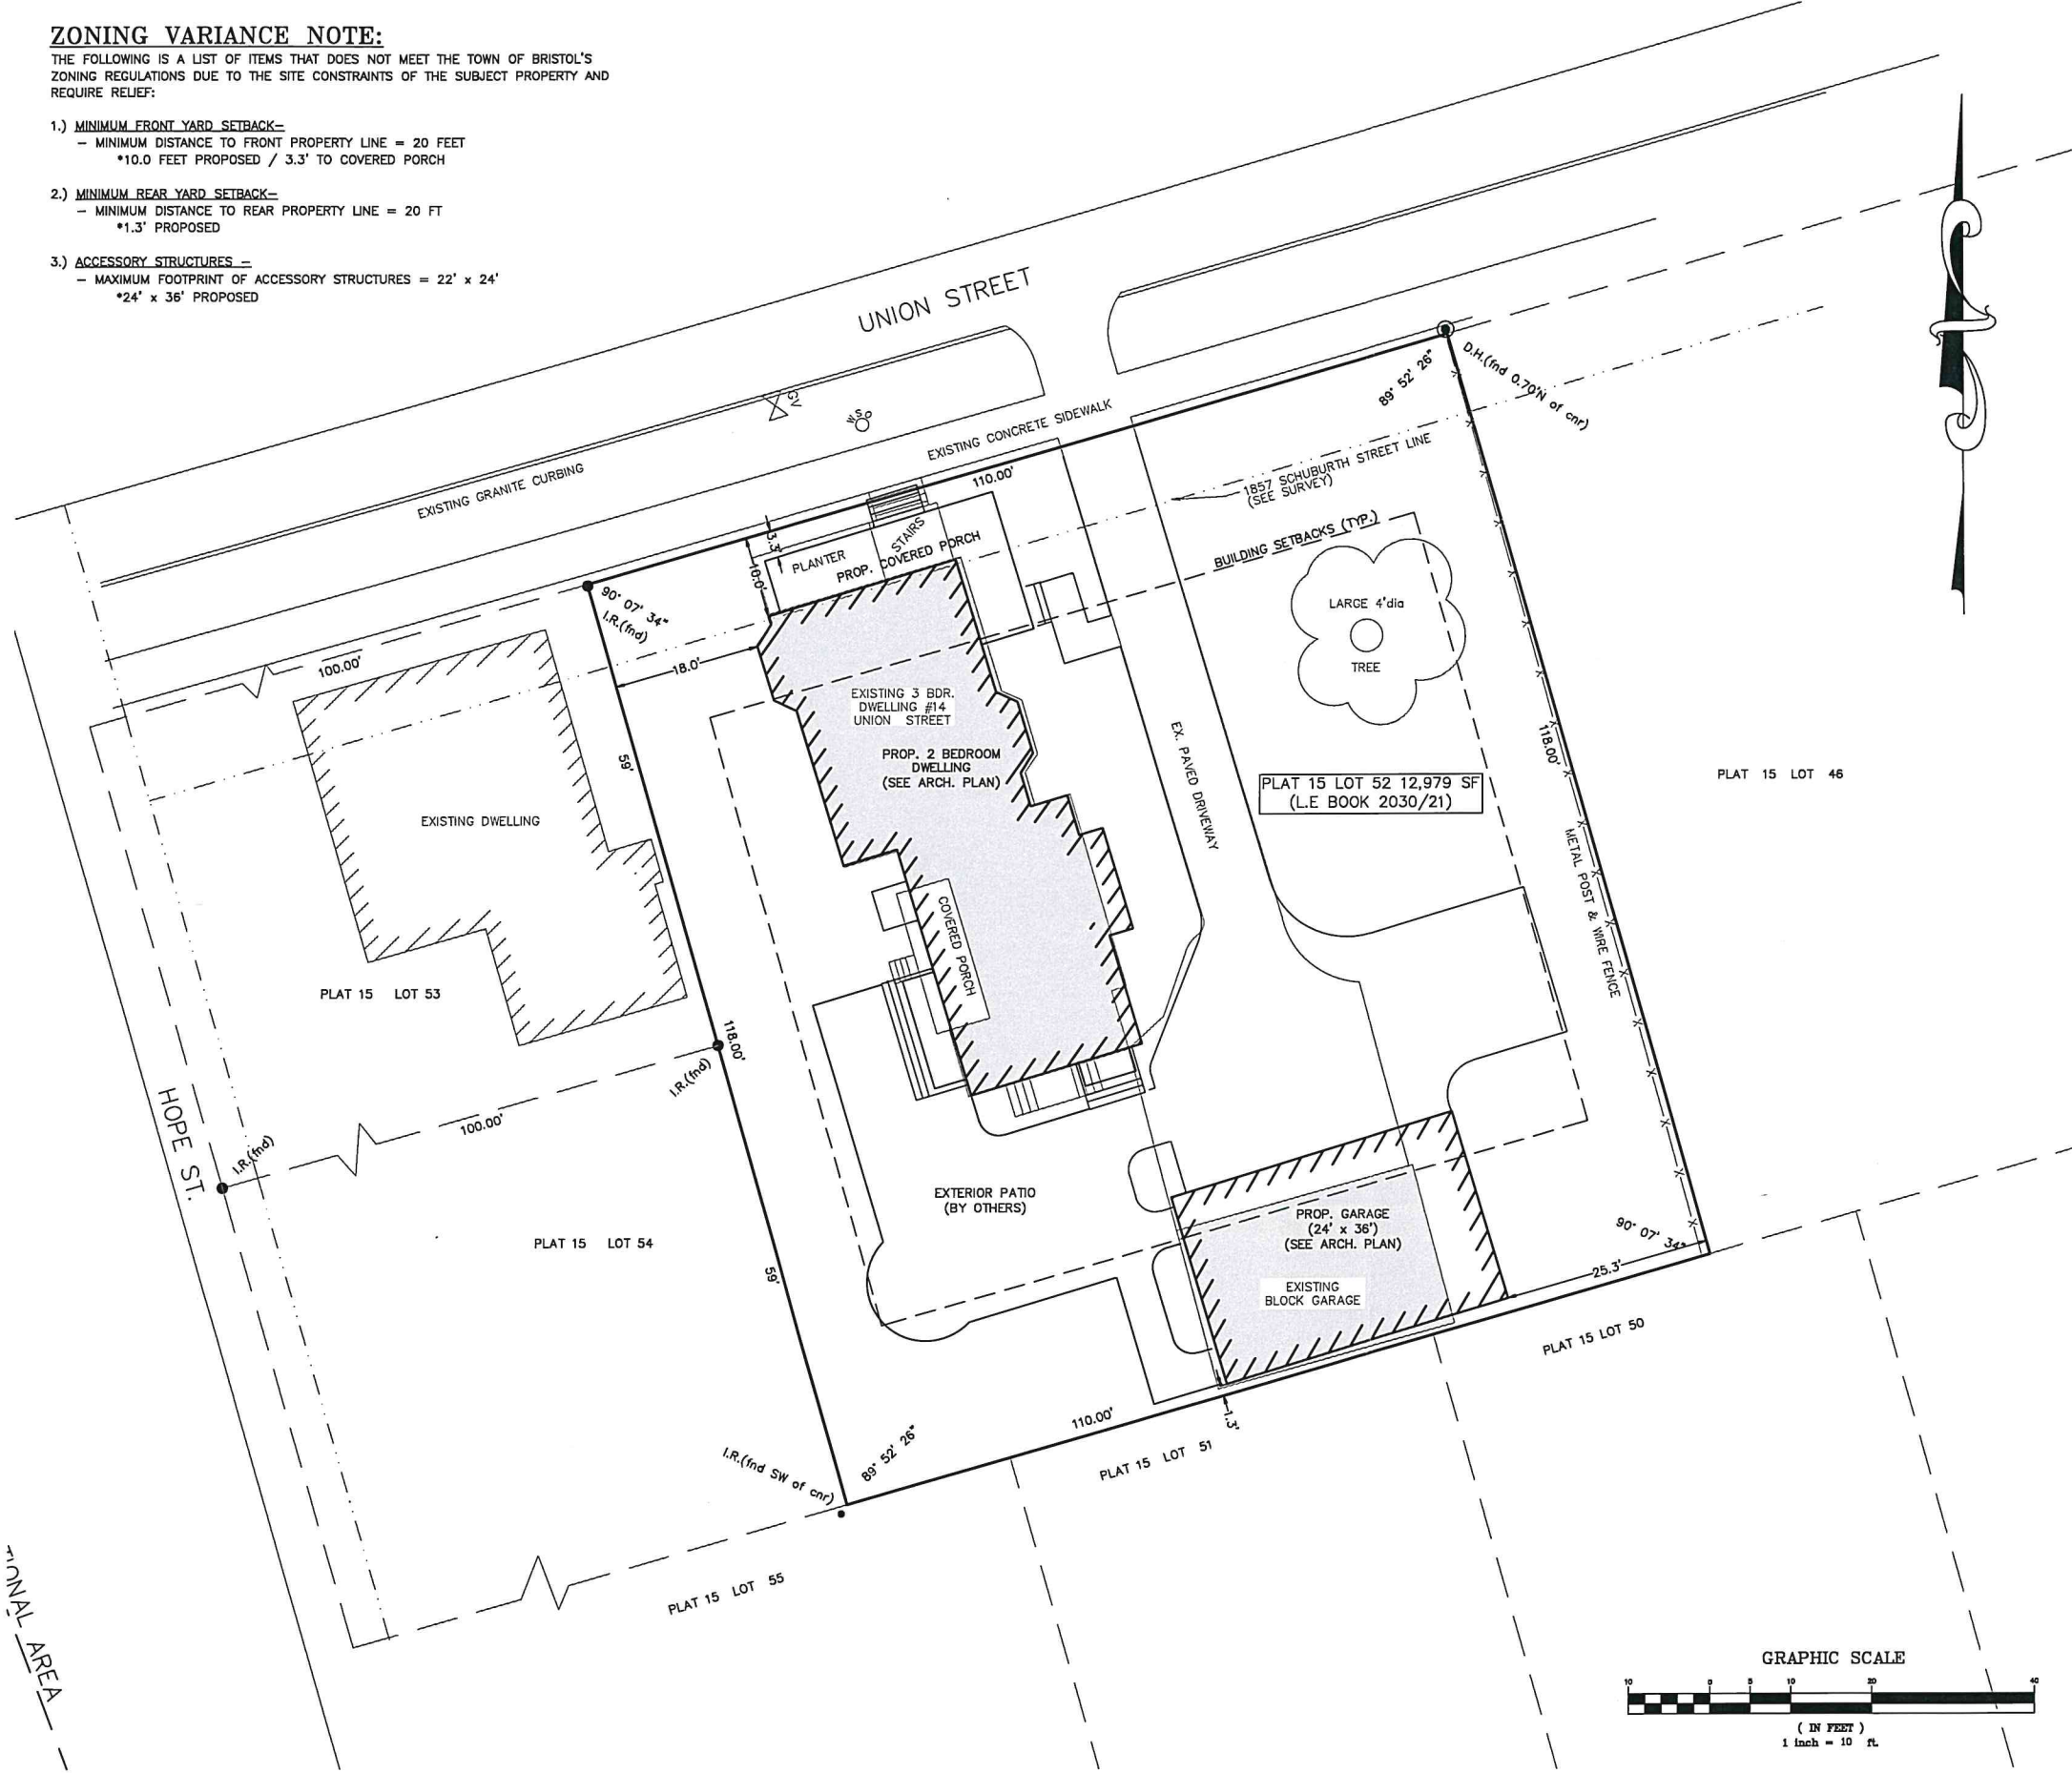 ZONING VARIANCE NOTE:
THE FOLLOWING IS A LIST OF ITEMS THAT DOES NOT MEET THE TOWN OF BRISTOL'S
ZONING REGULATIONS DUE TO THE SITE CONSTRAINTS OF THE SUBJECT PROPERTY AND
REQUIRE RELIEF:
1.) MINIMUM FRONT YARD SETBACK–
– MINIMUM DISTANCE TO FRONT PROPERTY LINE = 20 FEET
*10.0 FEET PROPOSED / 3.3' TO COVERED PORCH
2.) MINIMUM REAR YARD SETBACK–
– MINIMUM DISTANCE TO REAR PROPERTY LINE = 20 FT
*1.3' PROPOSED
3.) ACCESSORY STRUCTURES –
– MAXIMUM FOOTPRINT OF ACCESSORY STRUCTURES = 22' x 24'
*24' x 36' PROPOSED
UNION STREET
GV
WSO
EXISTING GRANITE CURBING
EXISTING CONCRETE SIDEWALK
110.00'
89° 52' 26"
D.H.(fnd 0.70'N of cnr)
1857 SCHUBURTH STREET LINE
(SEE SURVEY)
BUILDING SETBACKS (TYP.)
3.3'
10.0'
PLANTER
STAIRS
PROP. COVERED PORCH
90° 07' 34"
I.R.(fnd)
18.0'
100.00'
LARGE 4'dia
TREE
EXISTING 3 BDR.
DWELLING #14
UNION STREET
PROP. 2 BEDROOM
DWELLING
(SEE ARCH. PLAN)
59'
EX. PAVED DRIVEWAY
118.00'
PLAT 15 LOT 46
PLAT 15 LOT 52 12,979 SF
(L.E BOOK 2030/21)
EXISTING DWELLING
METAL POST & WIRE FENCE
COVERED PORCH
PLAT 15 LOT 53
118.00'
I.R.(fnd)
HOPE ST.
100.00'
I.R.(fnd)
EXTERIOR PATIO
(BY OTHERS)
PROP. GARAGE
(24' x 36')
(SEE ARCH. PLAN)
90° 07' 34"
PLAT 15 LOT 54
59'
25.3'
EXISTING
BLOCK GARAGE
PLAT 15 LOT 50
110.00'
1.3'
89° 52' 26"
I.R.(fnd SW of cnr)
PLAT 15 LOT 51
PLAT 15 LOT 55
TIONAL AREA
GRAPHIC SCALE
10 0 5 10 20 40
( IN FEET )
1 inch = 10 ft.